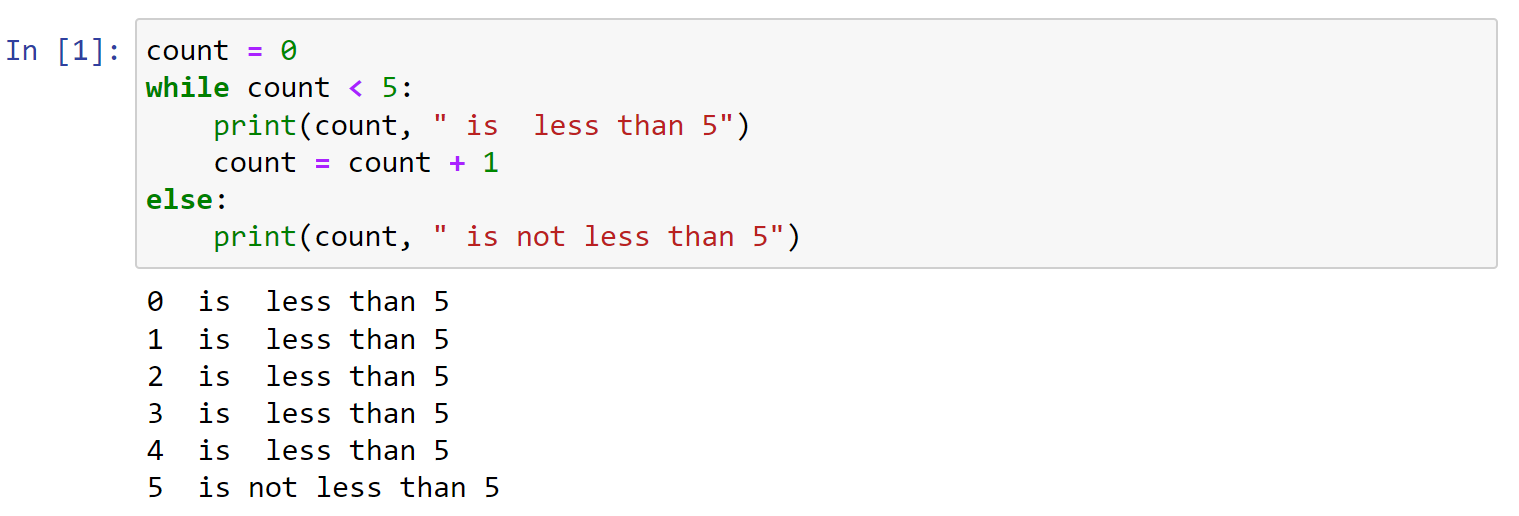 In [1]: count = 0
while count < 5:
    print(count, " is  less than 5")
    count = count + 1
else:
    print(count, " is not less than 5")
0  is  less than 5
1  is  less than 5
2  is  less than 5
3  is  less than 5
4  is  less than 5
5  is not less than 5